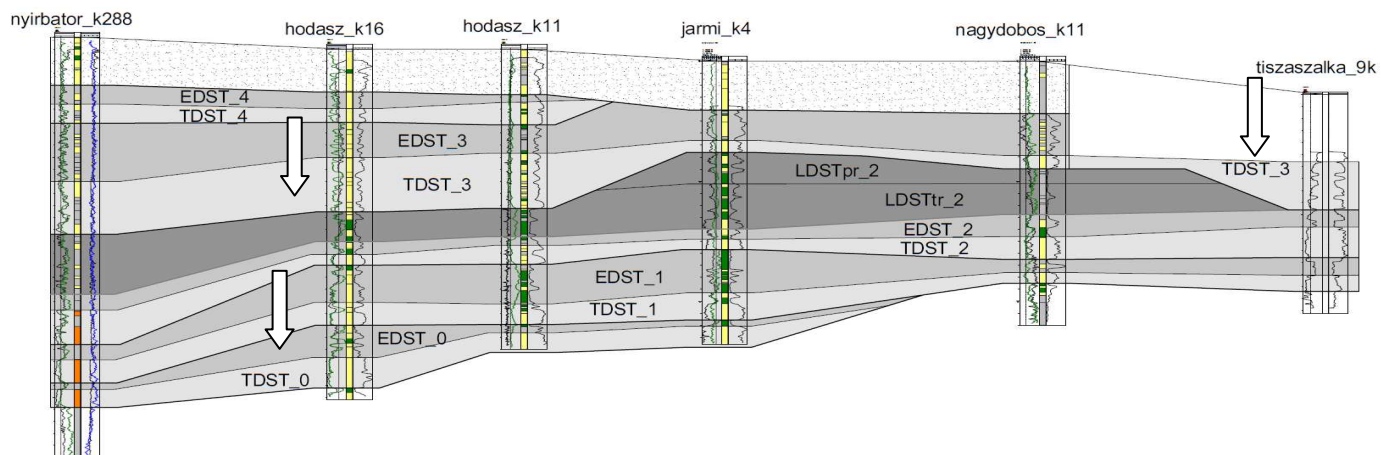 nyirbator_k288
hodasz_k16
hodasz_k11
jarmi_k4
nagydobos_k11
tiszaszalka_9k
EDST_4
TDST_4
EDST_3
TDST_3
LDSTpr_2
TDST_3
LDSTtr_2
EDST_2
TDST_2
EDST_1
TDST_1
EDST_0
TDST_0